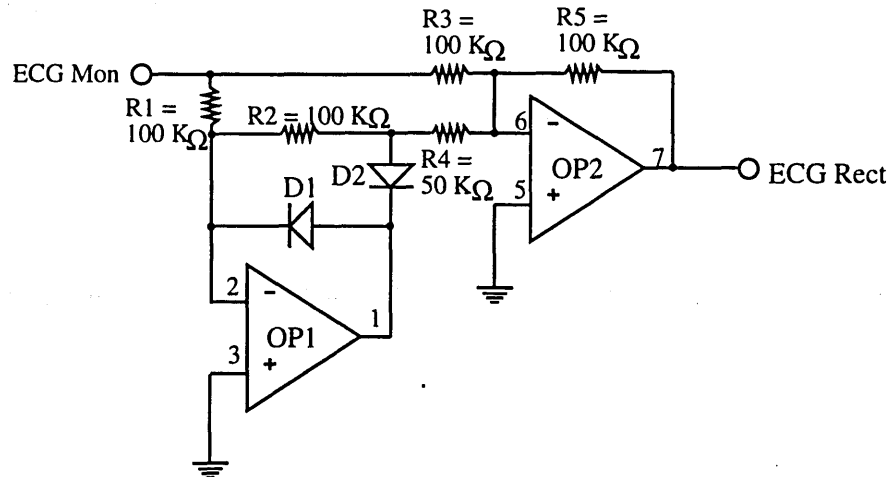 R3 =
100 KΩ
R5 =
100 KΩ
ECG Mon
R1 =
100 KΩ
R2 = 100 KΩ
R4 =
50 KΩ
6
-
5
+
OP2
7
ECG Rect
D2
D1
2
-
3
+
OP1
1